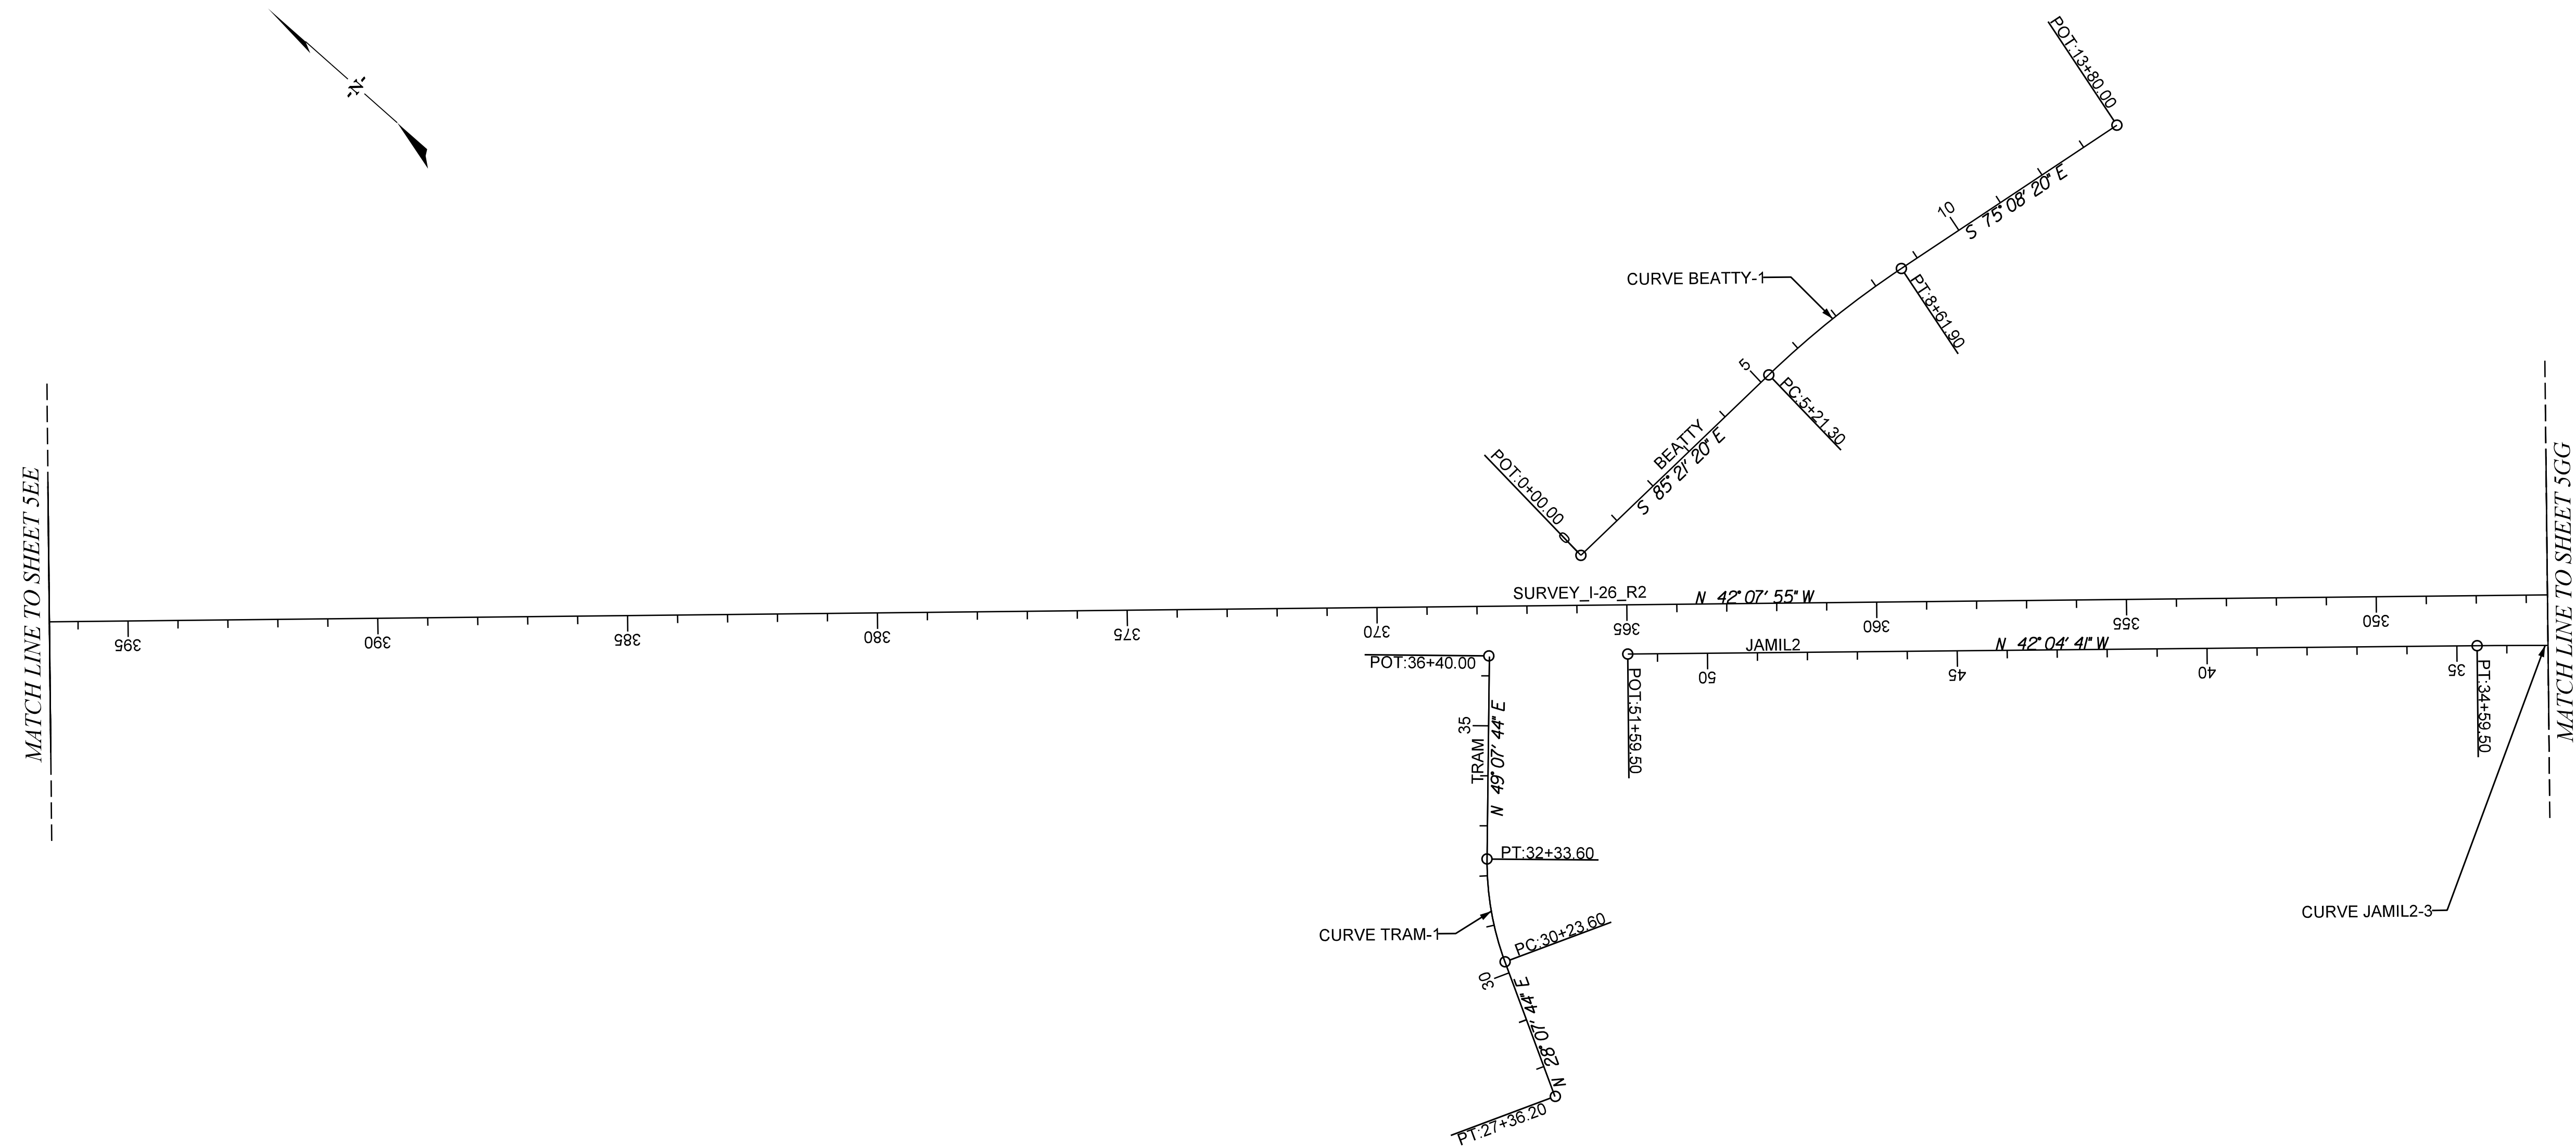 -N-
POT:13+80.00
10
S 75°08'20" E
CURVE BEATTY-1
PT:8+61.90
5
PC:5+21.30
BEATTY
S 85°21'20" E
POT:0+00.00
0
MATCH LINE TO SHEET 5EE
MATCH LINE TO SHEET 5GG
SURVEY_I-26_R2
N 42°07'55" W
395
390
385
380
375
370
365
360
355
350
JAMIL2
N 42°04'41" W
POT:36+40.00
POT:51+59.50
50
45
40
35
PT:34+59.50
35
TRAM
N 49°07'44" E
PT:32+33.60
CURVE TRAM-1
PC:30+23.60
30
N 28°07'44" E
PT:27+36.20
CURVE JAMIL2-3